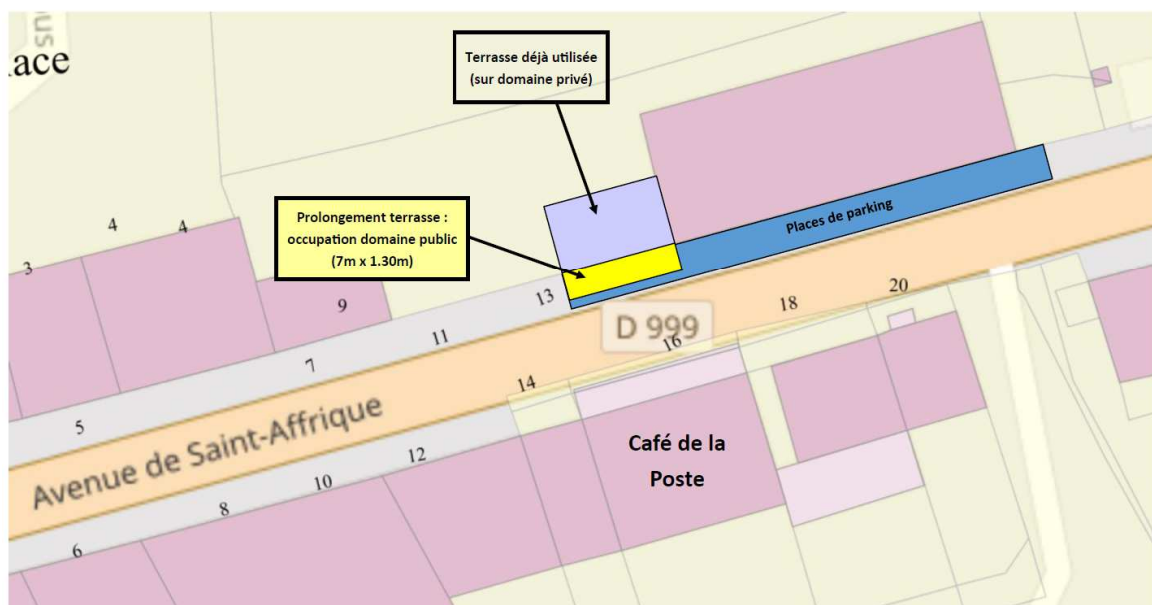 sus
lace
Terrasse déjà utilisée
(sur domaine privé)
Prolongement terrasse :
occupation domaine public
(7m x 1.30m)
Places de parking
4
4
3
9
13
11
7
5
D 999
18
20
16
14
12
10
8
6
Avenue de Saint-Affrique
Café de la
Poste